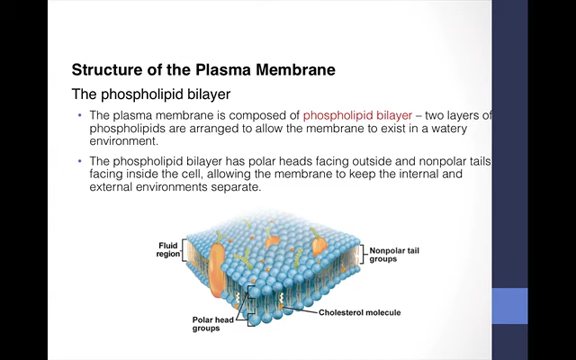 Structure of the Plasma Membrane
The phospholipid bilayer
• The plasma membrane is composed of phospholipid bilayer – two layers of
phospholipids are arranged to allow the membrane to exist in a watery
environment.
• The phospholipid bilayer has polar heads facing outside and nonpolar tails
facing inside the cell, allowing the membrane to keep the internal and
external environments separate.
Fluid
region
Nonpolar tail
groups
Cholesterol molecule
Polar head
groups